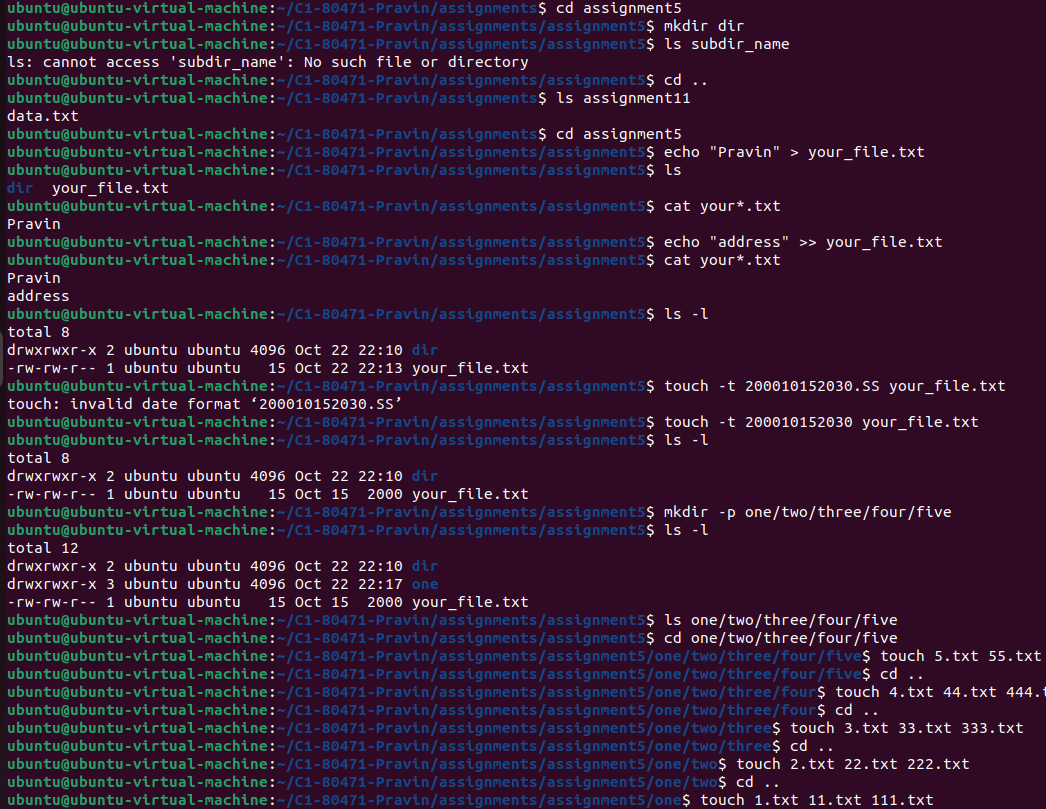 ubuntu@ubuntu-virtual-machine:~/C1-80471-Pravin/assignments$ cd assignment5
ubuntu@ubuntu-virtual-machine:~/C1-80471-Pravin/assignments/assignment5$ mkdir dir
ubuntu@ubuntu-virtual-machine:~/C1-80471-Pravin/assignments/assignment5$ ls subdir_name
ls: cannot access 'subdir_name': No such file or directory
ubuntu@ubuntu-virtual-machine:~/C1-80471-Pravin/assignments/assignment5$ cd ..
ubuntu@ubuntu-virtual-machine:~/C1-80471-Pravin/assignments$ ls assignment11
data.txt
ubuntu@ubuntu-virtual-machine:~/C1-80471-Pravin/assignments$ cd assignment5
ubuntu@ubuntu-virtual-machine:~/C1-80471-Pravin/assignments/assignment5$ echo "Pravin" > your_file.txt
ubuntu@ubuntu-virtual-machine:~/C1-80471-Pravin/assignments/assignment5$ ls
dir  your_file.txt
ubuntu@ubuntu-virtual-machine:~/C1-80471-Pravin/assignments/assignment5$ cat your*.txt
Pravin
ubuntu@ubuntu-virtual-machine:~/C1-80471-Pravin/assignments/assignment5$ echo "address" >> your_file.txt
ubuntu@ubuntu-virtual-machine:~/C1-80471-Pravin/assignments/assignment5$ cat your*.txt
Pravin
address
ubuntu@ubuntu-virtual-machine:~/C1-80471-Pravin/assignments/assignment5$ ls -l
total 8
drwxrwxr-x 2 ubuntu ubuntu 4096 Oct 22 22:10 dir
-rw-rw-r-- 1 ubuntu ubuntu   15 Oct 22 22:13 your_file.txt
ubuntu@ubuntu-virtual-machine:~/C1-80471-Pravin/assignments/assignment5$ touch -t 200010152030.SS your_file.txt
touch: invalid date format ‘200010152030.SS’
ubuntu@ubuntu-virtual-machine:~/C1-80471-Pravin/assignments/assignment5$ touch -t 200010152030 your_file.txt
ubuntu@ubuntu-virtual-machine:~/C1-80471-Pravin/assignments/assignment5$ ls -l
total 8
drwxrwxr-x 2 ubuntu ubuntu 4096 Oct 22 22:10 dir
-rw-rw-r-- 1 ubuntu ubuntu   15 Oct 15  2000 your_file.txt
ubuntu@ubuntu-virtual-machine:~/C1-80471-Pravin/assignments/assignment5$ mkdir -p one/two/three/four/five
ubuntu@ubuntu-virtual-machine:~/C1-80471-Pravin/assignments/assignment5$ ls -l
total 12
drwxrwxr-x 2 ubuntu ubuntu 4096 Oct 22 22:10 dir
drwxrwxr-x 3 ubuntu ubuntu 4096 Oct 22 22:17 one
-rw-rw-r-- 1 ubuntu ubuntu   15 Oct 15  2000 your_file.txt
ubuntu@ubuntu-virtual-machine:~/C1-80471-Pravin/assignments/assignment5$ ls one/two/three/four/five
ubuntu@ubuntu-virtual-machine:~/C1-80471-Pravin/assignments/assignment5$ cd one/two/three/four/five
ubuntu@ubuntu-virtual-machine:~/C1-80471-Pravin/assignments/assignment5/one/two/three/four/five$ touch 5.txt 55.txt
ubuntu@ubuntu-virtual-machine:~/C1-80471-Pravin/assignments/assignment5/one/two/three/four/five$ cd ..
ubuntu@ubuntu-virtual-machine:~/C1-80471-Pravin/assignments/assignment5/one/two/three/four$ touch 4.txt 44.txt 444.t
ubuntu@ubuntu-virtual-machine:~/C1-80471-Pravin/assignments/assignment5/one/two/three/four$ cd ..
ubuntu@ubuntu-virtual-machine:~/C1-80471-Pravin/assignments/assignment5/one/two/three$ touch 3.txt 33.txt 333.txt
ubuntu@ubuntu-virtual-machine:~/C1-80471-Pravin/assignments/assignment5/one/two/three$ cd ..
ubuntu@ubuntu-virtual-machine:~/C1-80471-Pravin/assignments/assignment5/one/two$ touch 2.txt 22.txt 222.txt
ubuntu@ubuntu-virtual-machine:~/C1-80471-Pravin/assignments/assignment5/one/two$ cd ..
ubuntu@ubuntu-virtual-machine:~/C1-80471-Pravin/assignments/assignment5/one$ touch 1.txt 11.txt 111.txt